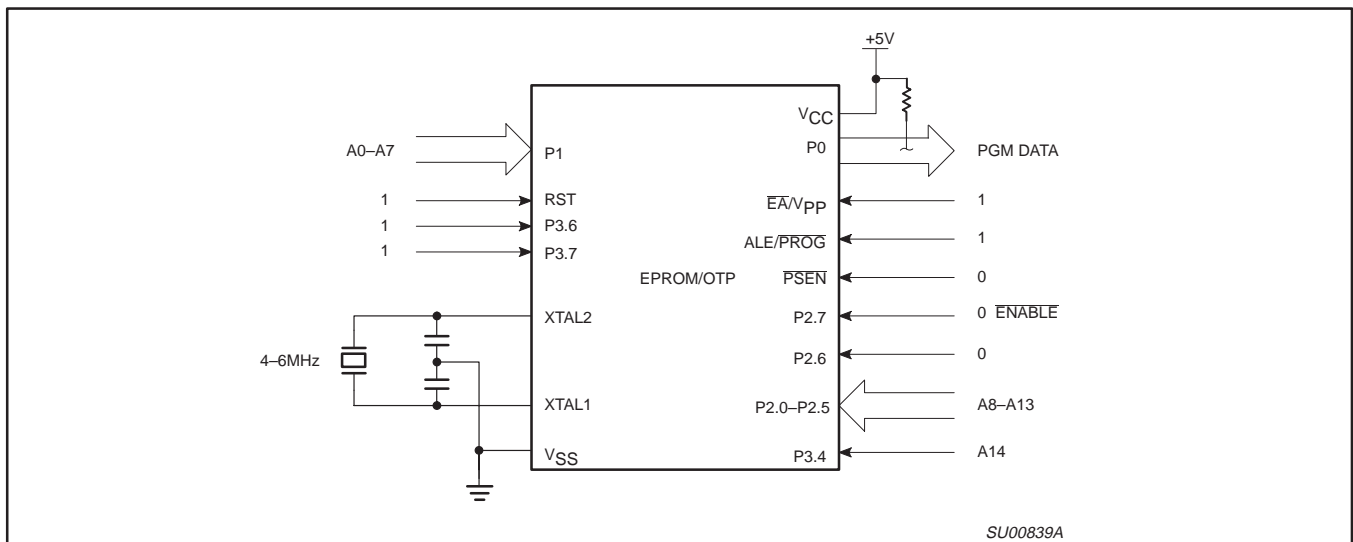 +5V
VCC
A0–A7
P1
P0
PGM DATA
1
RST
EA/VPP
1
1
P3.6
1
P3.7
ALE/PROG
1
EPROM/OTP
PSEN
0
XTAL2
P2.7
0 ENABLE
4–6MHz
P2.6
0
XTAL1
P2.0–P2.5
A8–A13
VSS
P3.4
A14
SU00839A